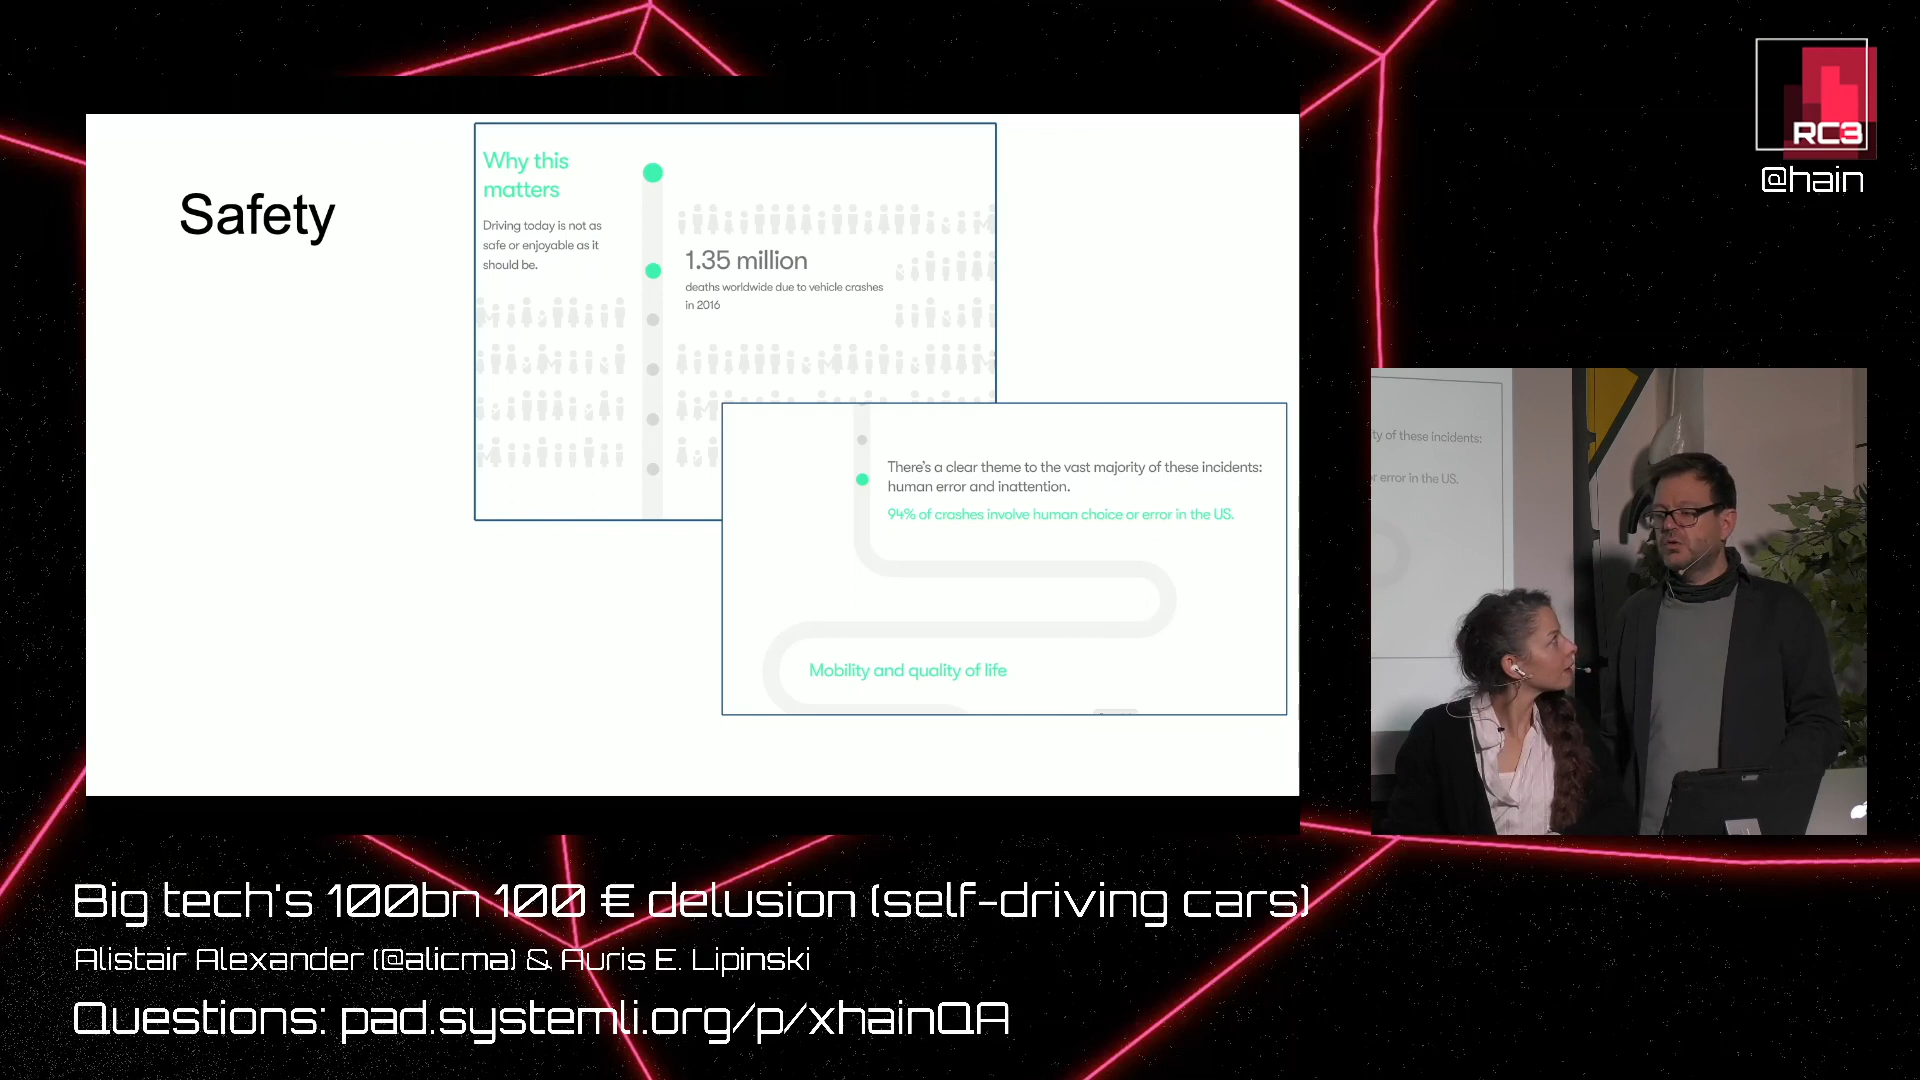 RC3
@hain
Safety
Why this
matters
Driving today is not as
safe or enjoyable as it
should be.
1.35 million
deaths worldwide due to vehicle crashes
in 2016
There's a clear theme to the vast majority of these incidents:
human error and inattention.
94% of crashes involve human choice or error in the US.
Mobility and quality of life
ty of these incidents:
r error in the US.
Big tech's 100bn 100 € delusion (self-driving cars)
Alistair Alexander (@alicma) & Auris E. Lipinski
Questions: pad.systemli.org/p/xhainQA